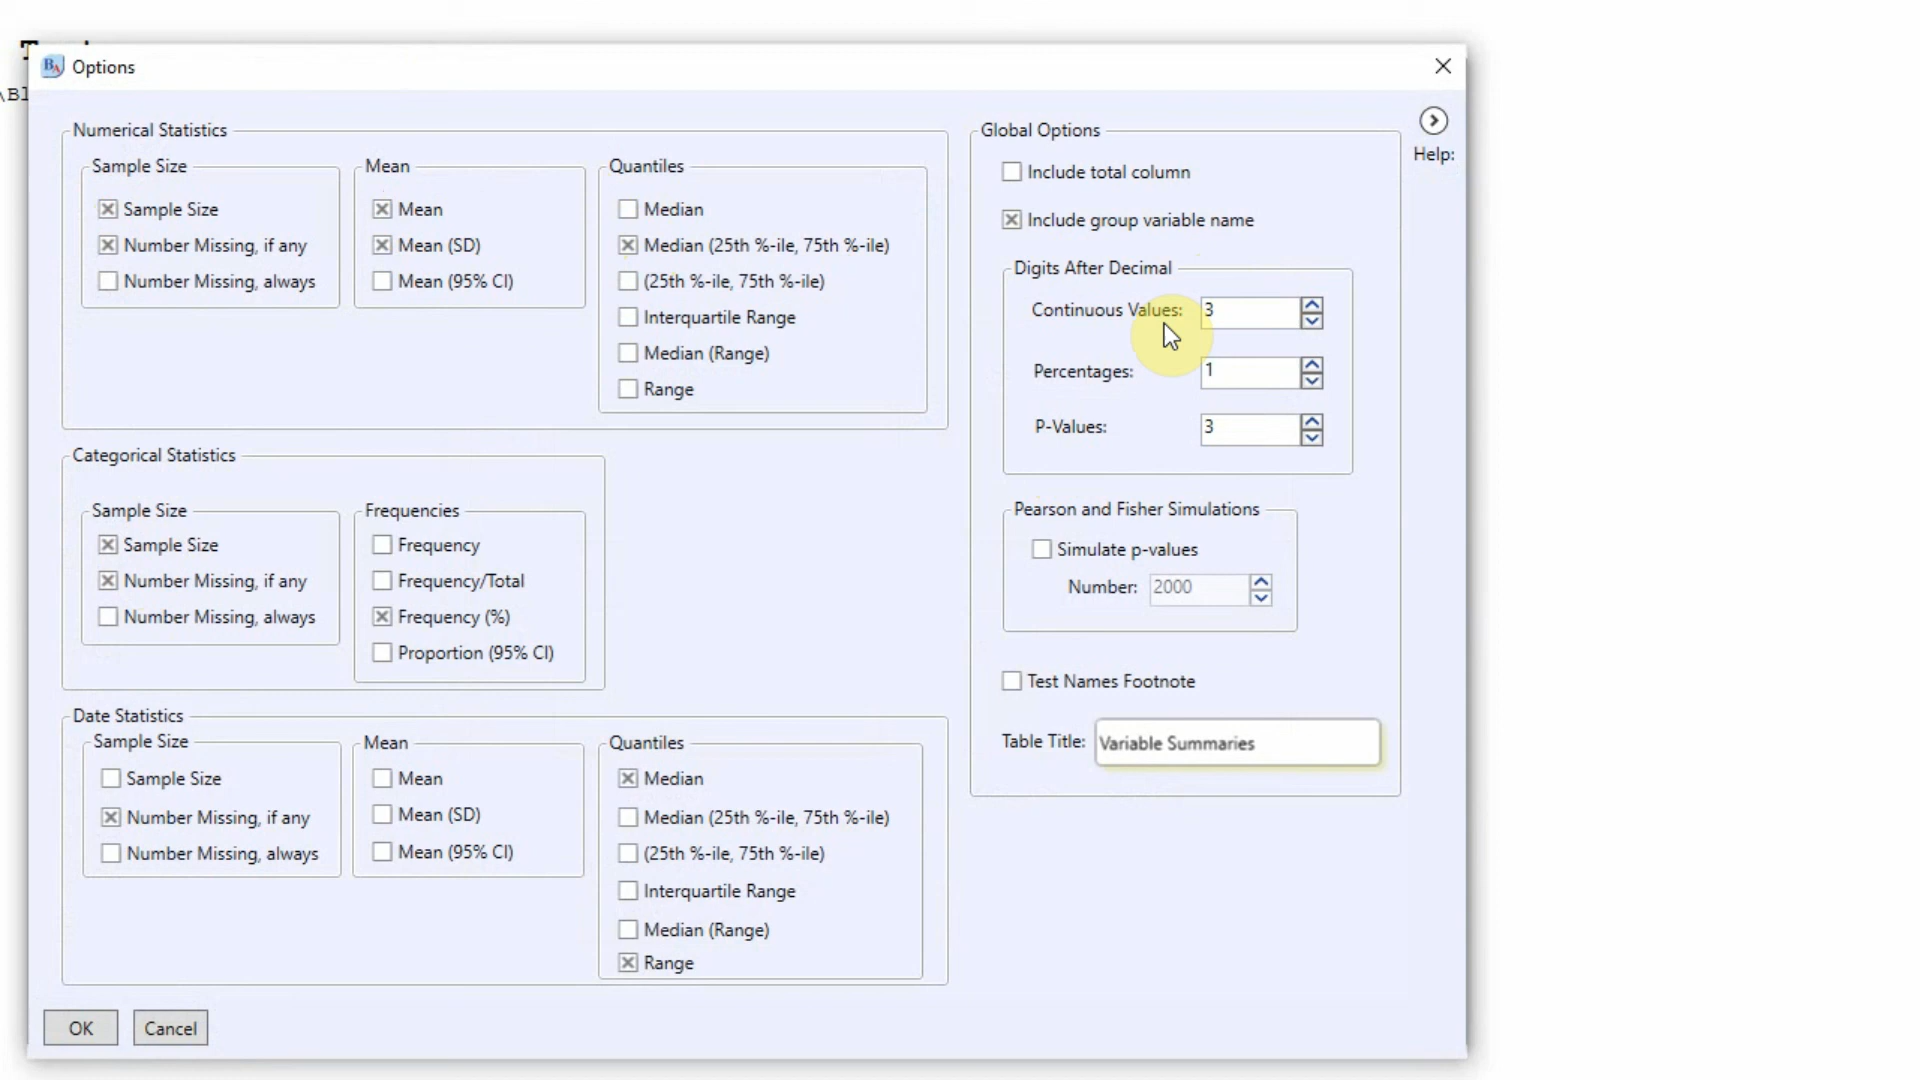 Options
Numerical Statistics
Sample Size
Sample Size
Number Missing, if any
Number Missing, always
Mean
Mean
Mean (SD)
Mean (95% CI)
Quantiles
Median
Median (25th %-ile, 75th %-ile)
(25th %-ile, 75th %-ile)
Interquartile Range
Median (Range)
Range
Categorical Statistics
Sample Size
Sample Size
Number Missing, if any
Number Missing, always
Frequencies
Frequency
Frequency/Total
Frequency (%)
Proportion (95% CI)
Date Statistics
Sample Size
Sample Size
Number Missing, if any
Number Missing, always
Mean
Mean
Mean (SD)
Mean (95% CI)
Quantiles
Median
Median (25th %-ile, 75th %-ile)
(25th %-ile, 75th %-ile)
Interquartile Range
Median (Range)
Range
Global Options
Include total column
Include group variable name
Digits After Decimal
Continuous Values: 3
Percentages: 1
P-Values: 3
Pearson and Fisher Simulations
Simulate p-values
Number: 2000
Test Names Footnote
Table Title: Variable Summaries
Help:
OK
Cancel